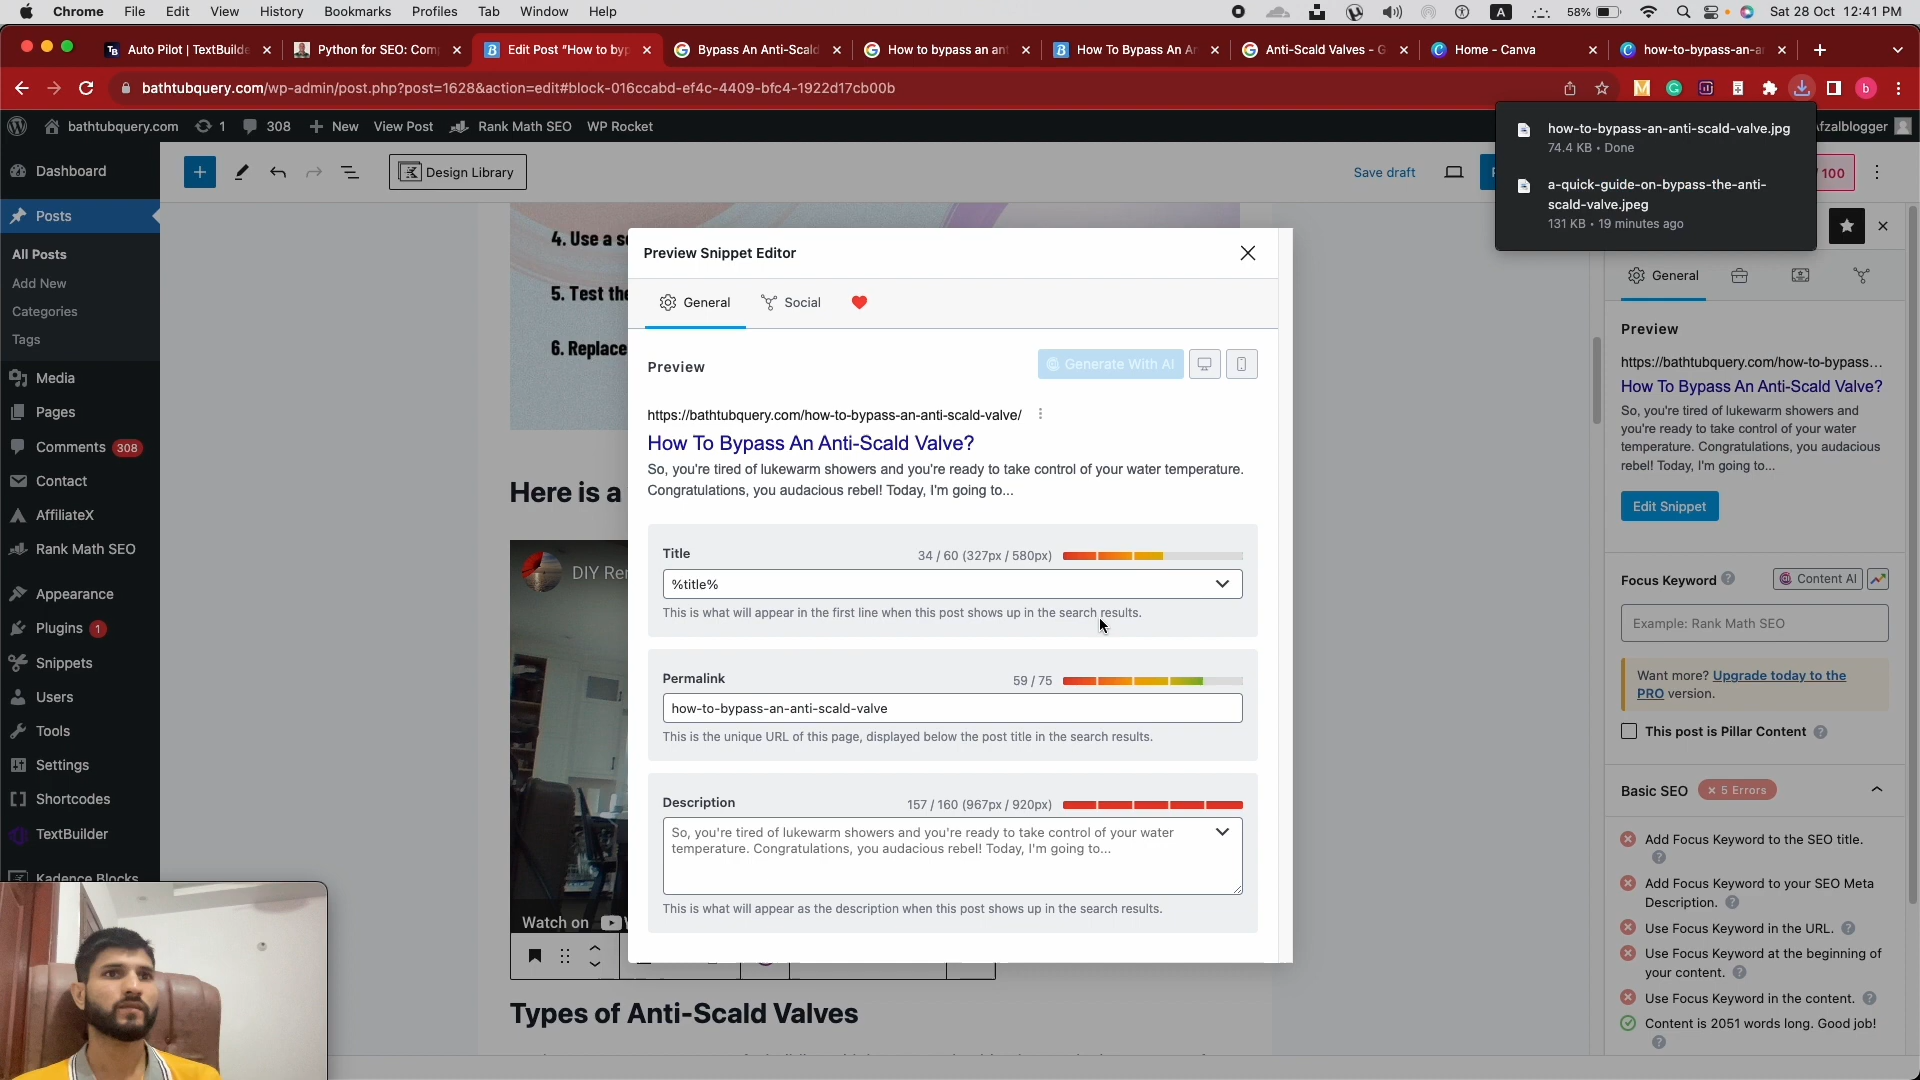 Chrome File Edit View History Bookmarks Profiles Tab Window Help
A 58% Sat 28 Oct 12:41 PM
Auto Pilot | TextBuilde
Python for SEO: Com
Edit Post "How to by
Bypass An Anti-Scald
How to bypass an ant
How To Bypass An An
Anti-Scald Valves - G
Home - Canva
how-to-bypass-an-a
bathtubquery.com/wp-admin/post.php?post=1628&action=edit#block-016ccabd-ef4c-4409-bfc4-1922d17cb00b
bathtubquery.com 1 308 New View Post Rank Math SEO WP Rocket
fzalblogger
how-to-bypass-an-anti-scald-valve.jpg
74.4 KB • Done
a-quick-guide-on-bypass-the-anti-
scald-valve.jpeg
131 KB • 19 minutes ago
Dashboard
Posts
All Posts
Add New
Categories
Tags
Media
Pages
Comments 308
Contact
AffiliateX
Rank Math SEO
Appearance
Plugins 1
Snippets
Users
Tools
Settings
Shortcodes
TextBuilder
Kadence Blocks
Design Library
Save draft
100
4. Use a
5. Test the
6. Replace
Here is a
DIY
Watch on
Types of Anti-Scald Valves
Preview Snippet Editor
General Social
Preview
Generate With AI
https://bathtubquery.com/how-to-bypass-an-anti-scald-valve/
How To Bypass An Anti-Scald Valve?
So, you're tired of lukewarm showers and you're ready to take control of your water temperature.
Congratulations, you audacious rebel! Today, I'm going to...
Title 34 / 60 (327px / 580px)
%title%
This is what will appear in the first line when this post shows up in the search results.
Permalink 59 / 75
how-to-bypass-an-anti-scald-valve
This is the unique URL of this page, displayed below the post title in the search results.
Description 157 / 160 (967px / 920px)
So, you're tired of lukewarm showers and you're ready to take control of your water
temperature. Congratulations, you audacious rebel! Today, I'm going to...
This is what will appear as the description when this post shows up in the search results.
General
Preview
https://bathtubquery.com/how-to-bypass...
How To Bypass An Anti-Scald Valve?
So, you're tired of lukewarm showers and
you're ready to take control of your water
temperature. Congratulations, you audacious
rebel! Today, I'm going to...
Edit Snippet
Focus Keyword Content AI
Example: Rank Math SEO
Want more? Upgrade today to the
PRO version.
This post is Pillar Content
Basic SEO × 5 Errors
Add Focus Keyword to the SEO title.
Add Focus Keyword to your SEO Meta
Description.
Use Focus Keyword in the URL.
Use Focus Keyword at the beginning of
your content.
Use Focus Keyword in the content.
Content is 2051 words long. Good job!